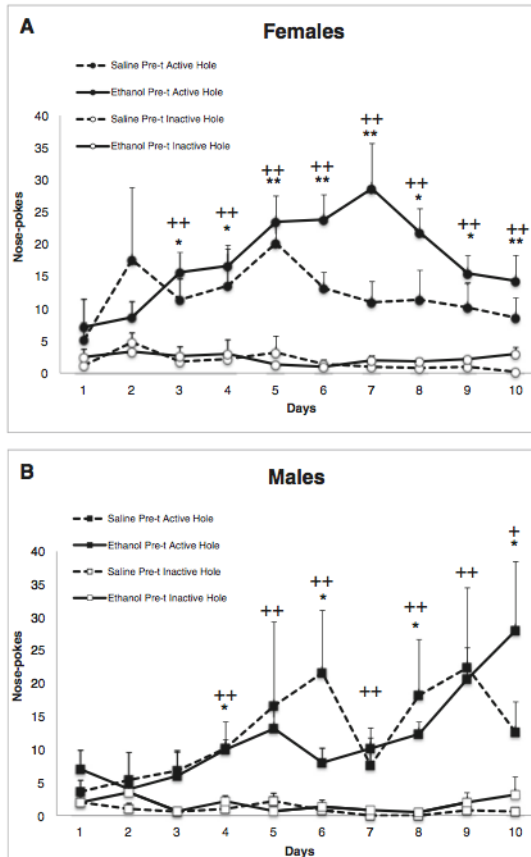 A
Females
Saline Pre-t Active Hole
Ethanol Pre-t Active Hole
Saline Pre-t Inactive Hole
Ethanol Pre-t Inactive Hole
Nose-pokes
40
35
30
25
20
15
10
5
0
++ ++ ++ ++ ++ ++ ++ ++
* * ** ** ** * * **
1 2 3 4 5 6 7 8 9 10
Days
B
Males
Saline Pre-t Active Hole
Ethanol Pre-t Active Hole
Saline Pre-t Inactive Hole
Ethanol Pre-t Inactive Hole
Nose-pokes
40
35
30
25
20
15
10
5
0
++ ++ ++ ++ ++ ++ +
* * * *
1 2 3 4 5 6 7 8 9 10
Days